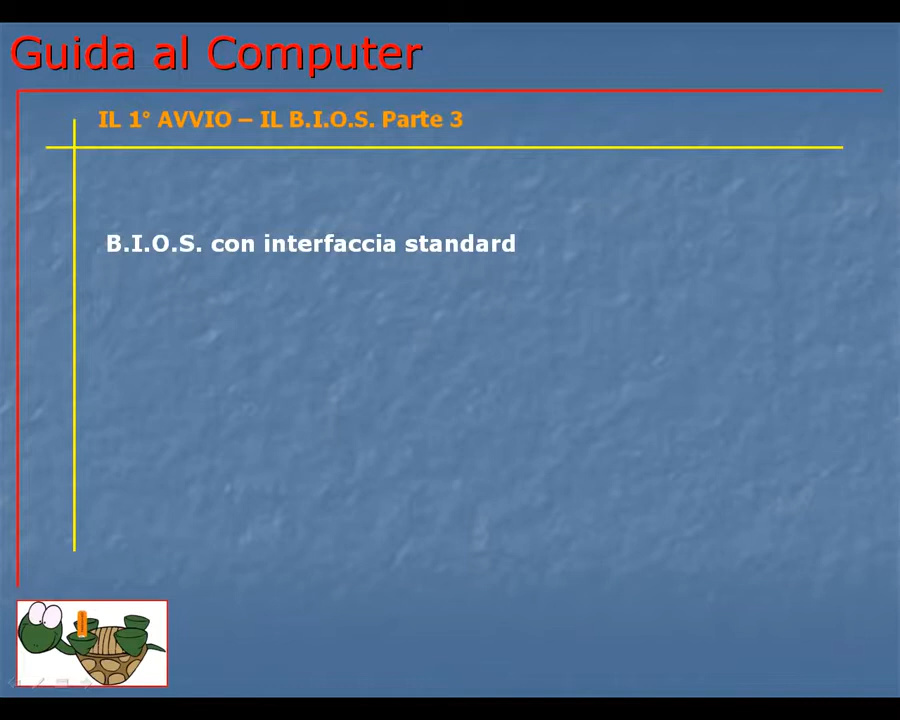 Guida al Computer
IL 1° AVVIO – IL B.I.O.S. Parte 3
B.I.O.S. con interfaccia standard